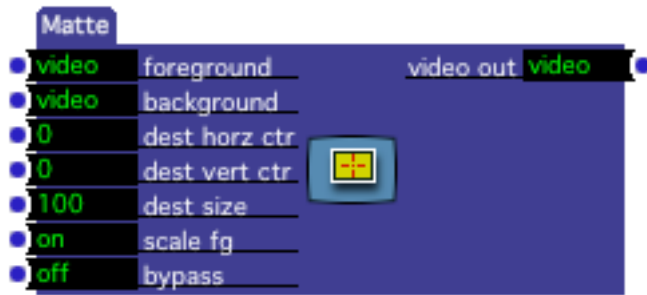 Matte
video foreground video out video
video background
0 dest horz ctr
0 dest vert ctr
100 dest size
on scale fg
off bypass